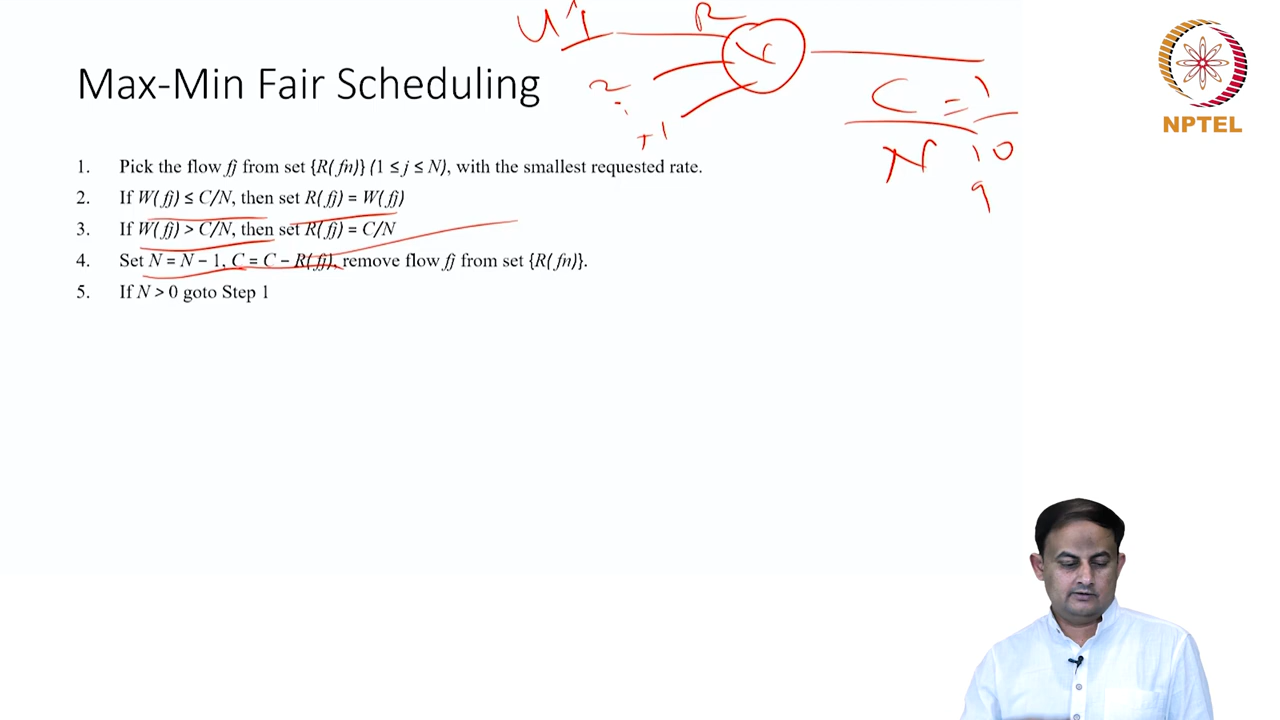 U1 R
Max-Min Fair Scheduling
2
C = 1
N 10
9
NPTEL
1. Pick the flow fj from set {R( fn)} (1 ≤ j ≤ N), with the smallest requested rate.
2. If W( fj) ≤ C/N, then set R( fj) = W( fj)
3. If W( fj) > C/N, then set R( fj) = C/N
4. Set N = N − 1, C = C − R( fj), remove flow fj from set {R( fn)}.
5. If N > 0 goto Step 1